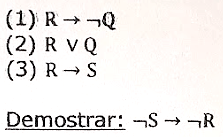 (1) R → ¬Q
(2) R ∨ Q
(3) R → S
Demostrar: ¬S → ¬R